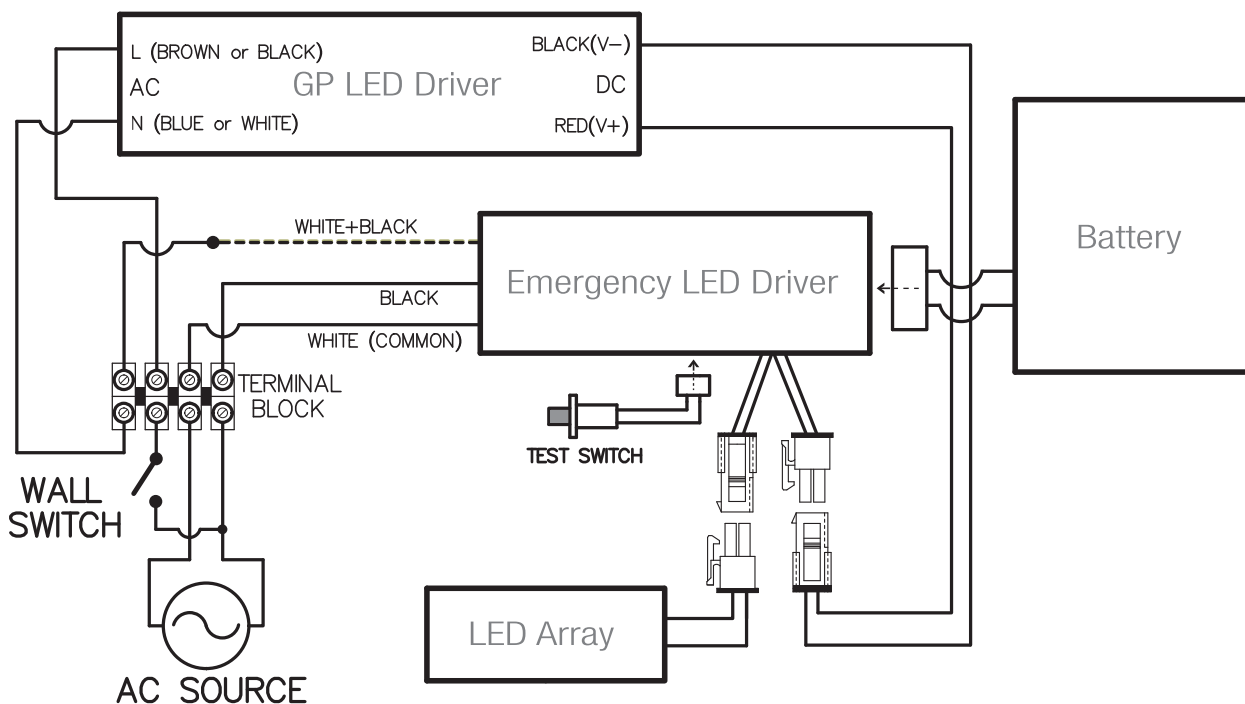 L (BROWN or BLACK)
BLACK(V-)
AC
GP LED Driver
DC
N (BLUE or WHITE)
RED(V+)
WHITE+BLACK
Emergency LED Driver
Battery
BLACK
WHITE (COMMON)
TERMINAL
BLOCK
TEST SWITCH
WALL
SWITCH
LED Array
AC SOURCE